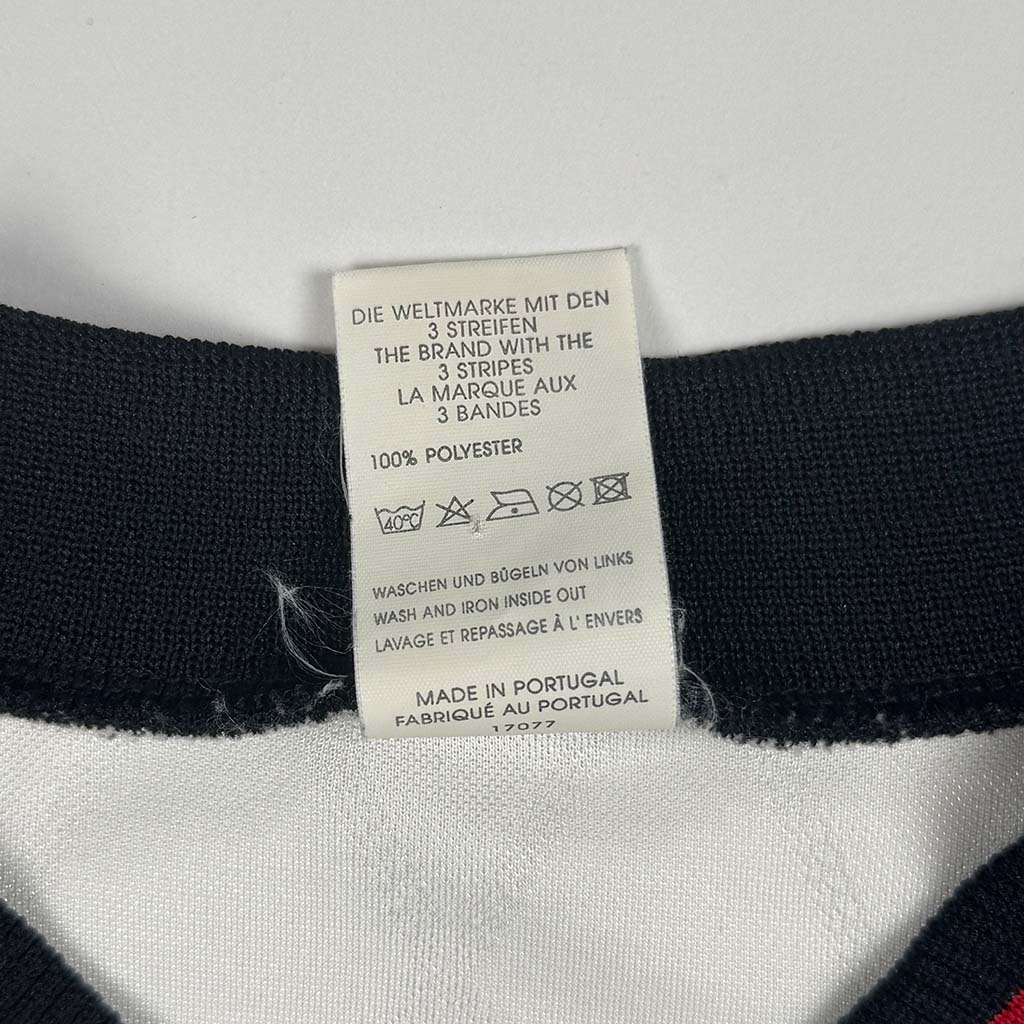 DIE WELTMARKE MIT DEN
3 STREIFEN
THE BRAND WITH THE
3 STRIPES
LA MARQUE AUX
3 BANDES
100% POLYESTER
40°C
WASCHEN UND BÜGELN VON LINKS
WASH AND IRON INSIDE OUT
LAVAGE ET REPASSAGE À L' ENVERS
MADE IN PORTUGAL
FABRIQUÉ AU PORTUGAL
17077